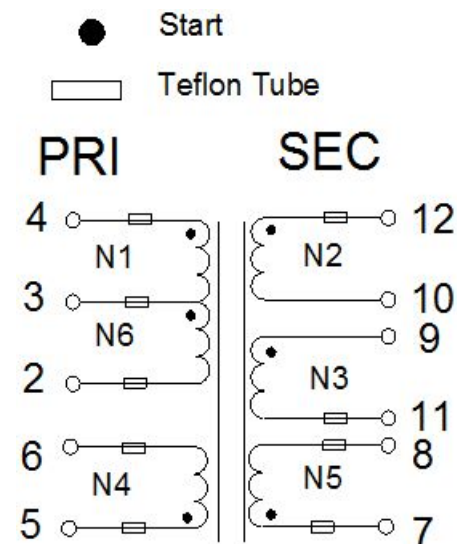 Start
Teflon Tube
PRI SEC
4 12
N1 N2
3 10
9
N6
N3
2
11
6 8
N4 N5
5 7